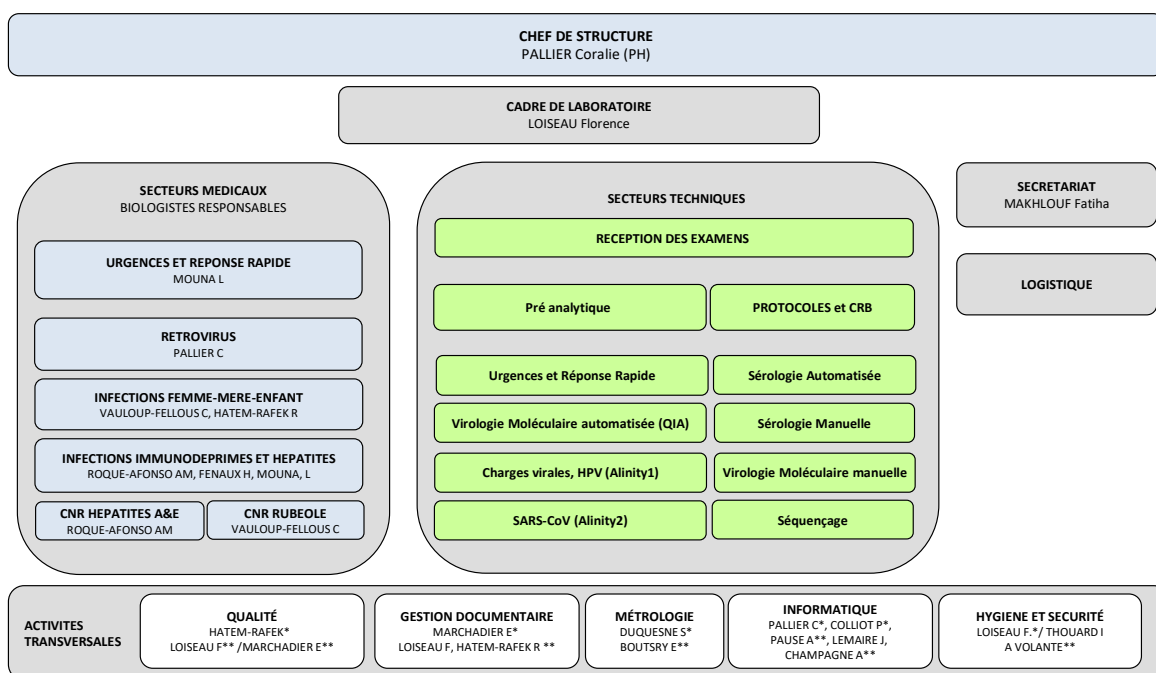 CHEF DE STRUCTURE
PALLIER Coralie (PH)
CADRE DE LABORATOIRE
LOISEAU Florence
SECTEURS MEDICAUX
BIOLOGISTES RESPONSABLES
URGENCES ET REPONSE RAPIDE
MOUNA L
RETROVIRUS
PALLIER C
INFECTIONS FEMME-MERE-ENFANT
VAULOUP-FELLOUS C, HATEM-RAFEK R
INFECTIONS IMMUNODEPRIMES ET HEPATITES
ROQUE-AFONSO AM, FENAUX H, MOUNA, L
CNR HEPATITES A&E
ROQUE-AFONSO AM
CNR RUBEOLE
VAULOUP-FELLOUS C
SECTEURS TECHNIQUES
RECEPTION DES EXAMENS
Pré analytique
PROTOCOLES et CRB
Urgences et Réponse Rapide
Sérologie Automatisée
Virologie Moléculaire automatisée (QIA)
Sérologie Manuelle
Charges virales, HPV (Alinity1)
Virologie Moléculaire manuelle
SARS-CoV (Alinity2)
Séquençage
SECRETARIAT
MAKHLOUF Fatiha
LOGISTIQUE
ACTIVITES
TRANSVERSALES
QUALITÉ
HATEM-RAFEK*
LOISEAU F** /MARCHADIER E**
GESTION DOCUMENTAIRE
MARCHADIER E*
LOISEAU F, HATEM-RAFEK R **
MÉTROLOGIE
DUQUESNE S*
BOUTSRY E**
INFORMATIQUE
PALLIER C*, COLLIOT P*,
PAUSE A**, LEMAIRE J,
CHAMPAGNE A**
HYGIENE ET SECURITÉ
LOISEAU F.*/ THOUARD I
A VOLANTE**